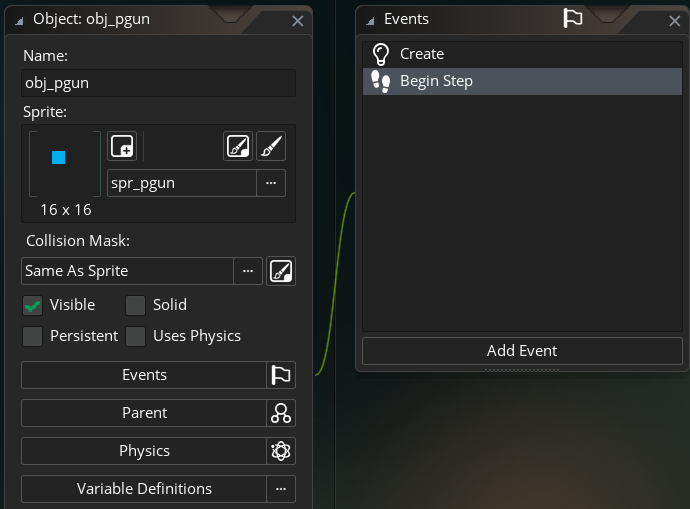 Object: obj_pgun
Name:
obj_pgun
Sprite:
spr_pgun
...
16 x 16
Collision Mask:
Same As Sprite
...
Visible
Solid
Persistent
Uses Physics
Events
Parent
Physics
Variable Definitions
...
Events
Create
Begin Step
Add Event